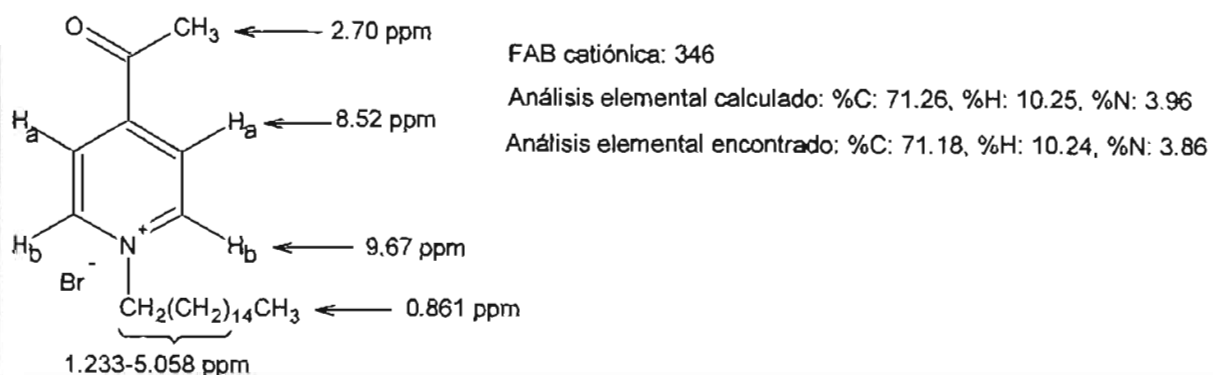 O
CH3
2.70 ppm
FAB catiónica: 346
Análisis elemental calculado: %C: 71.26, %H: 10.25, %N: 3.96
Análisis elemental encontrado: %C: 71.18, %H: 10.24, %N: 3.86
Ha
Ha
8.52 ppm
Hb
N+
Hb
9.67 ppm
Br-
CH2(CH2)14CH3
0.861 ppm
1.233-5.058 ppm